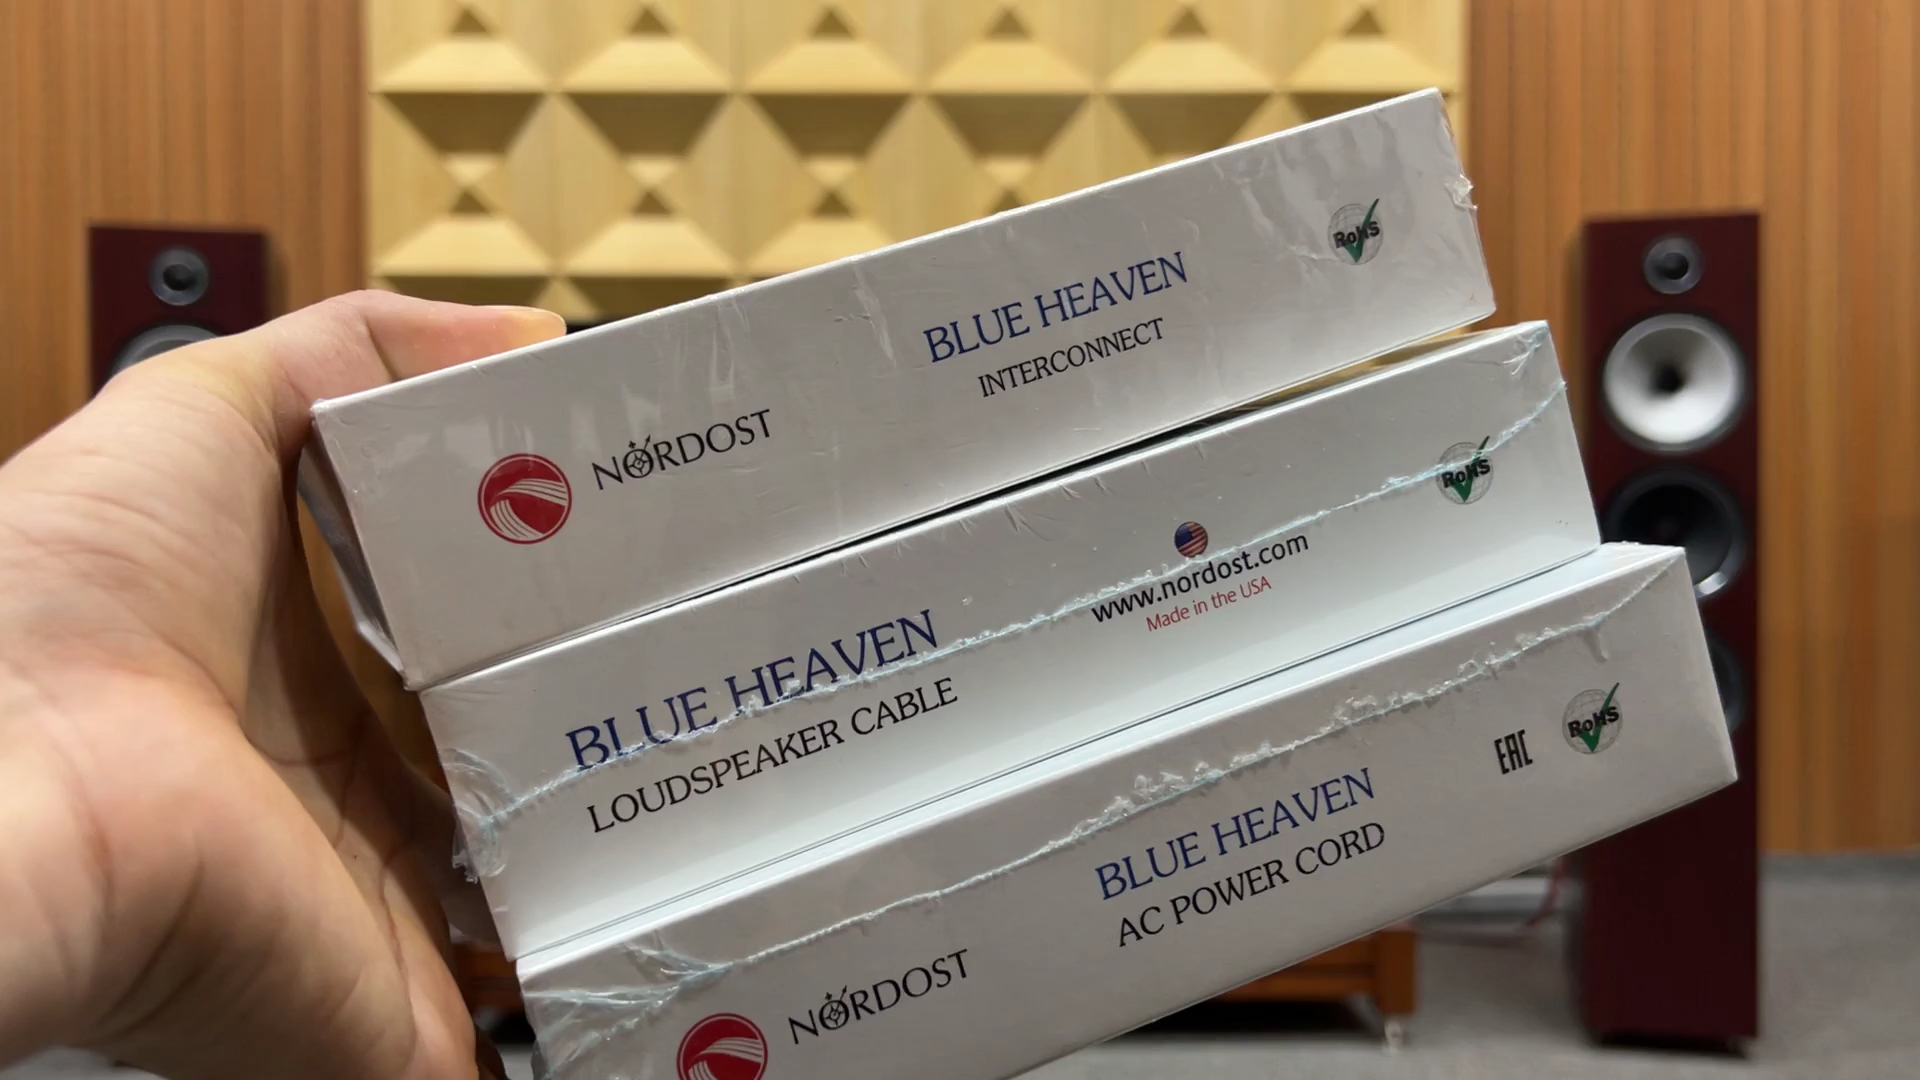 NORDOST
BLUE HEAVEN
INTERCONNECT
RoHS
BLUE HEAVEN
LOUDSPEAKER CABLE
www.nordost.com
Made in the USA
RoHS
NORDOST
BLUE HEAVEN
AC POWER CORD
EAC
RoHS